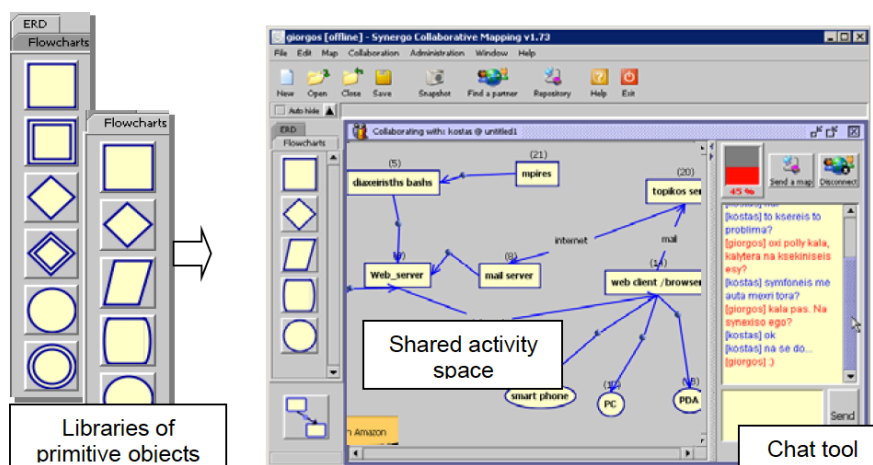 ERD
Flowcharts
Flowcharts
Libraries of
primitive objects
giorgos [offline] - Synergo Collaborative Mapping v1.73
File Edit Map Collaboration Administration Window Help
New Open Close Save Snapshot Find a partner Repository Help Exit
Auto hide
ERD
Flowcharts
Collaborating with: kostas @ untitled1
(5)
diaxeirisths bashs
(21)
mpires
(20)
topikos ser
internet
mail
Web_server
(8)
mail server
(14)
web client /browser
Shared activity
space
smart phone
PC
PDA
n Amazon
45 %
Send a map Disconnect
[kostas] to ksereis to
problima?
[giorgos] oxi polly kala,
kalytera na ksekiniseis
esy?
[kostas] symfoneis me
auta mexri tora?
[giorgos] kala pas. Na
synexiso ego?
[kostas] ok
[kostas] na se do...
[giorgos] :)
Send
Chat tool